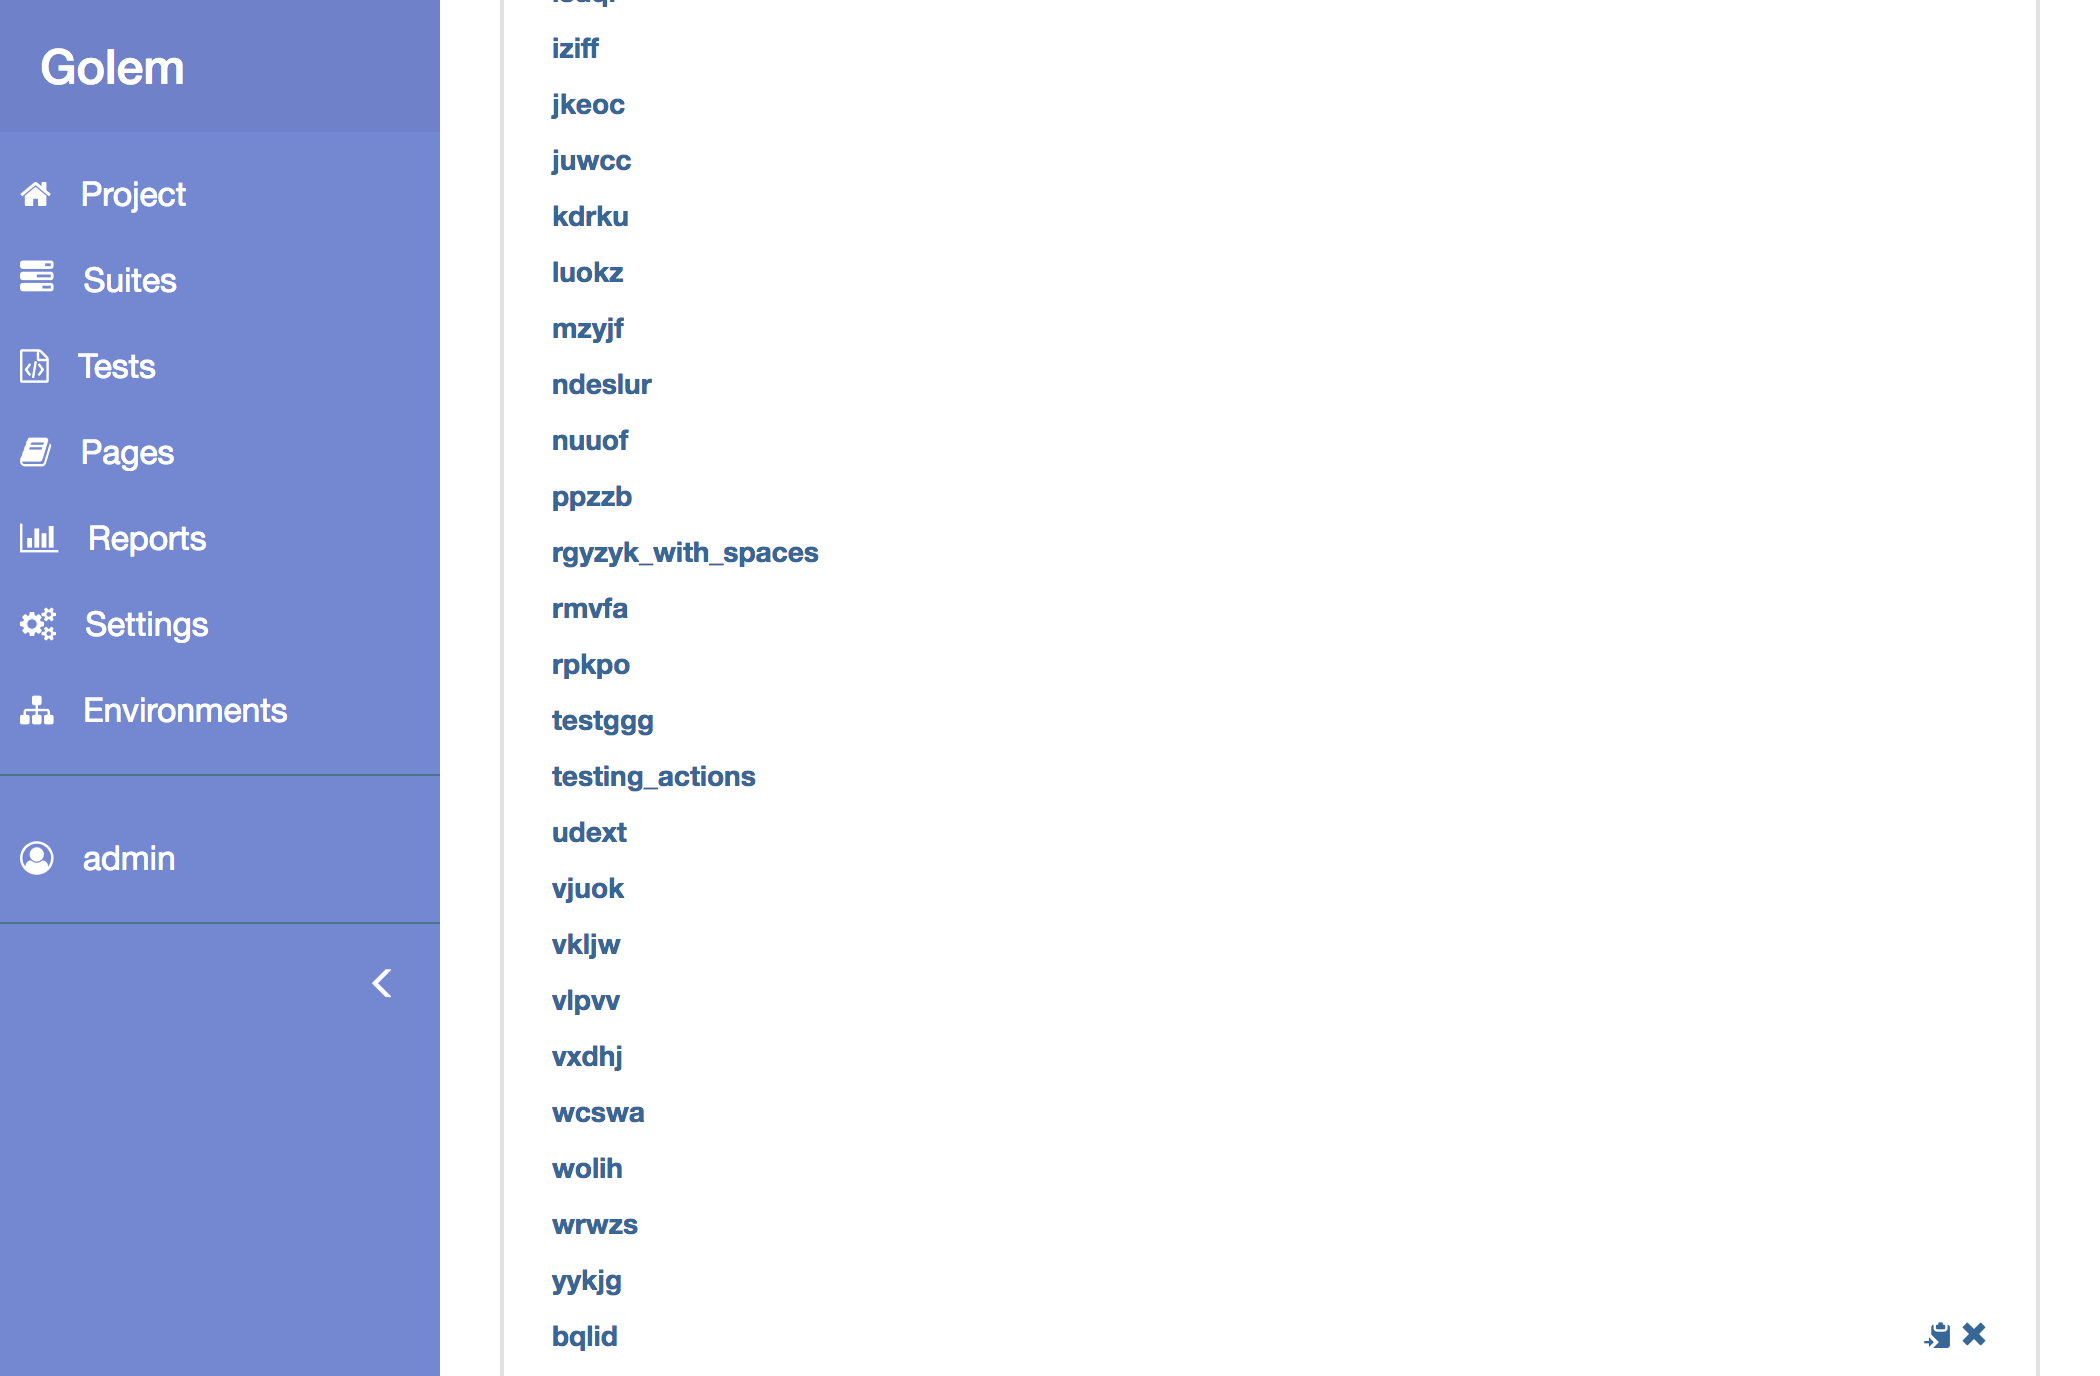 Golem
Project
Suites
Tests
Pages
Reports
Settings
Environments
admin
iziff
jkeoc
juwcc
kdrku
luokz
mzyjf
ndeslur
nuuof
ppzzb
rgyzyk_with_spaces
rmvfa
rpkpo
testggg
testing_actions
udext
vjuok
vkljw
vlpvv
vxdhj
wcswa
wolih
wrwzs
yykjg
bqlid